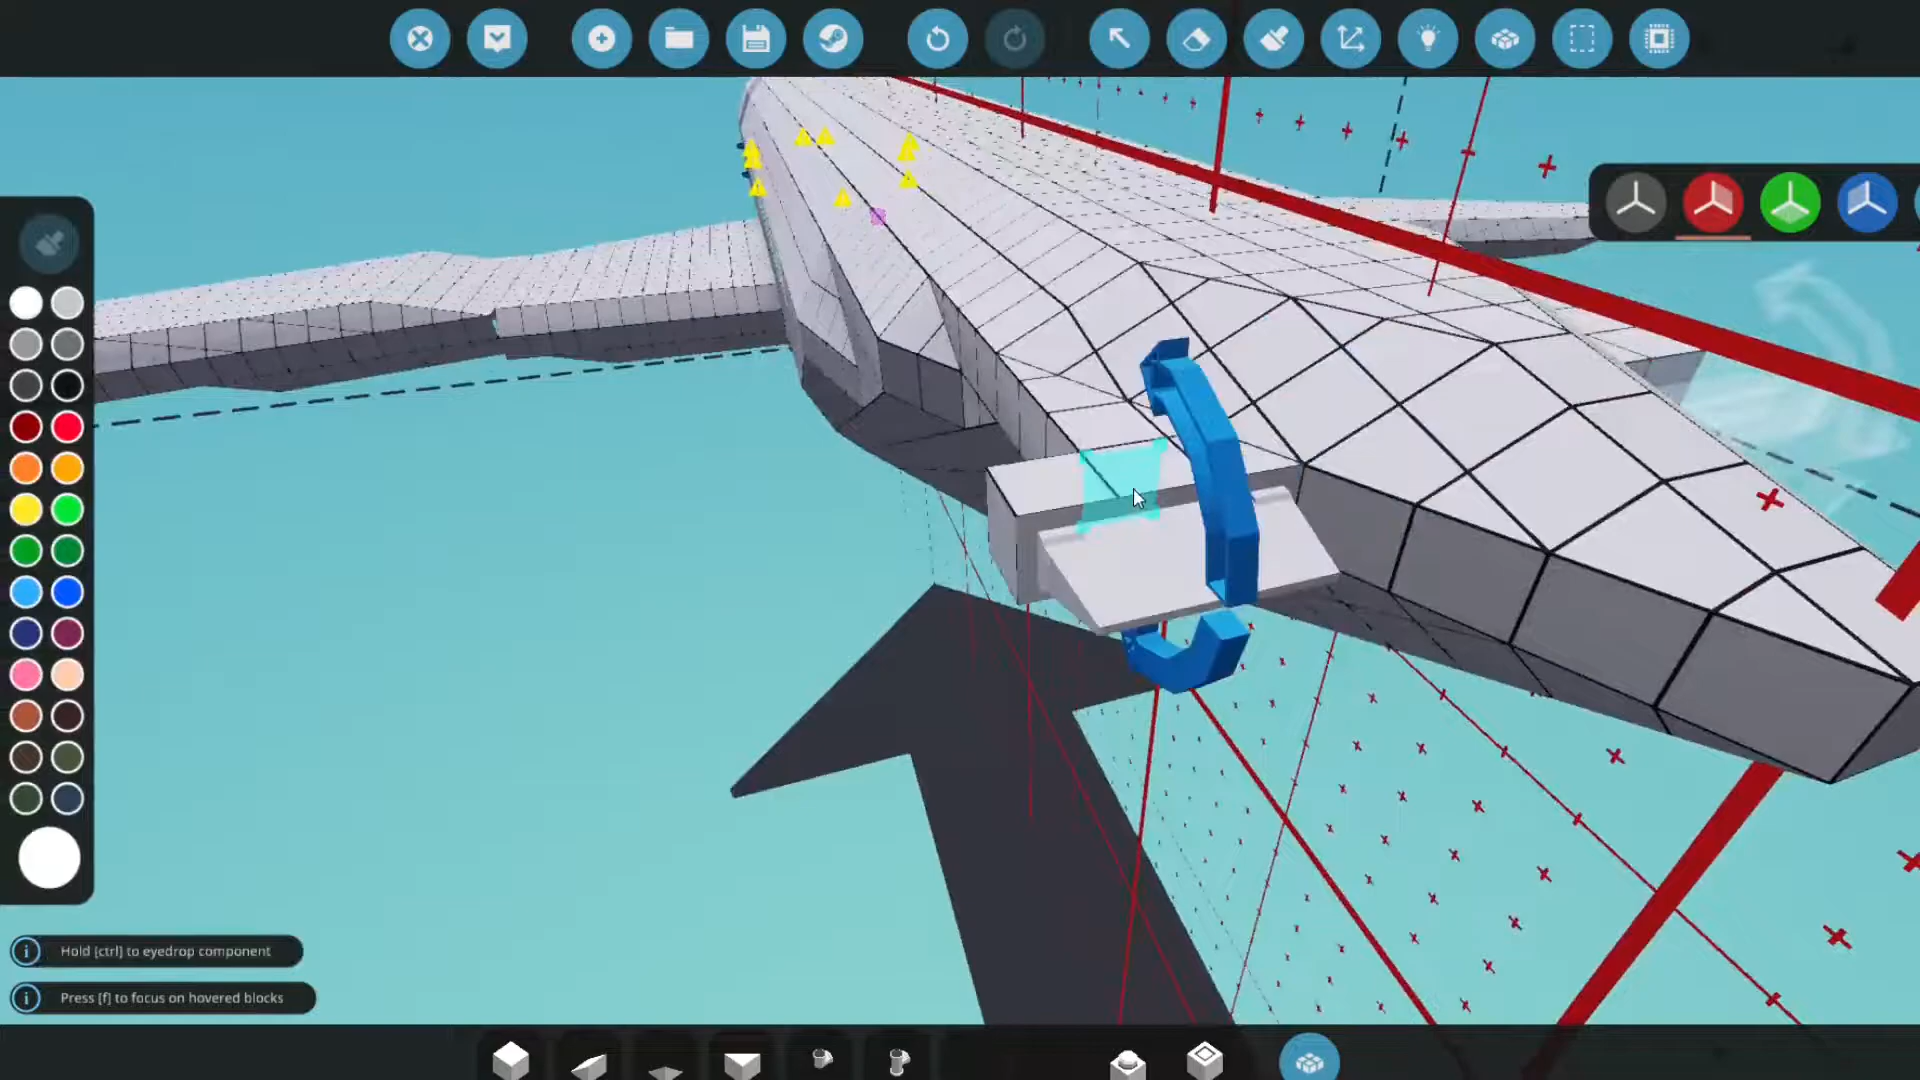 Hold [ctrl] to eyedrop component
Press [f] to focus on hovered blocks